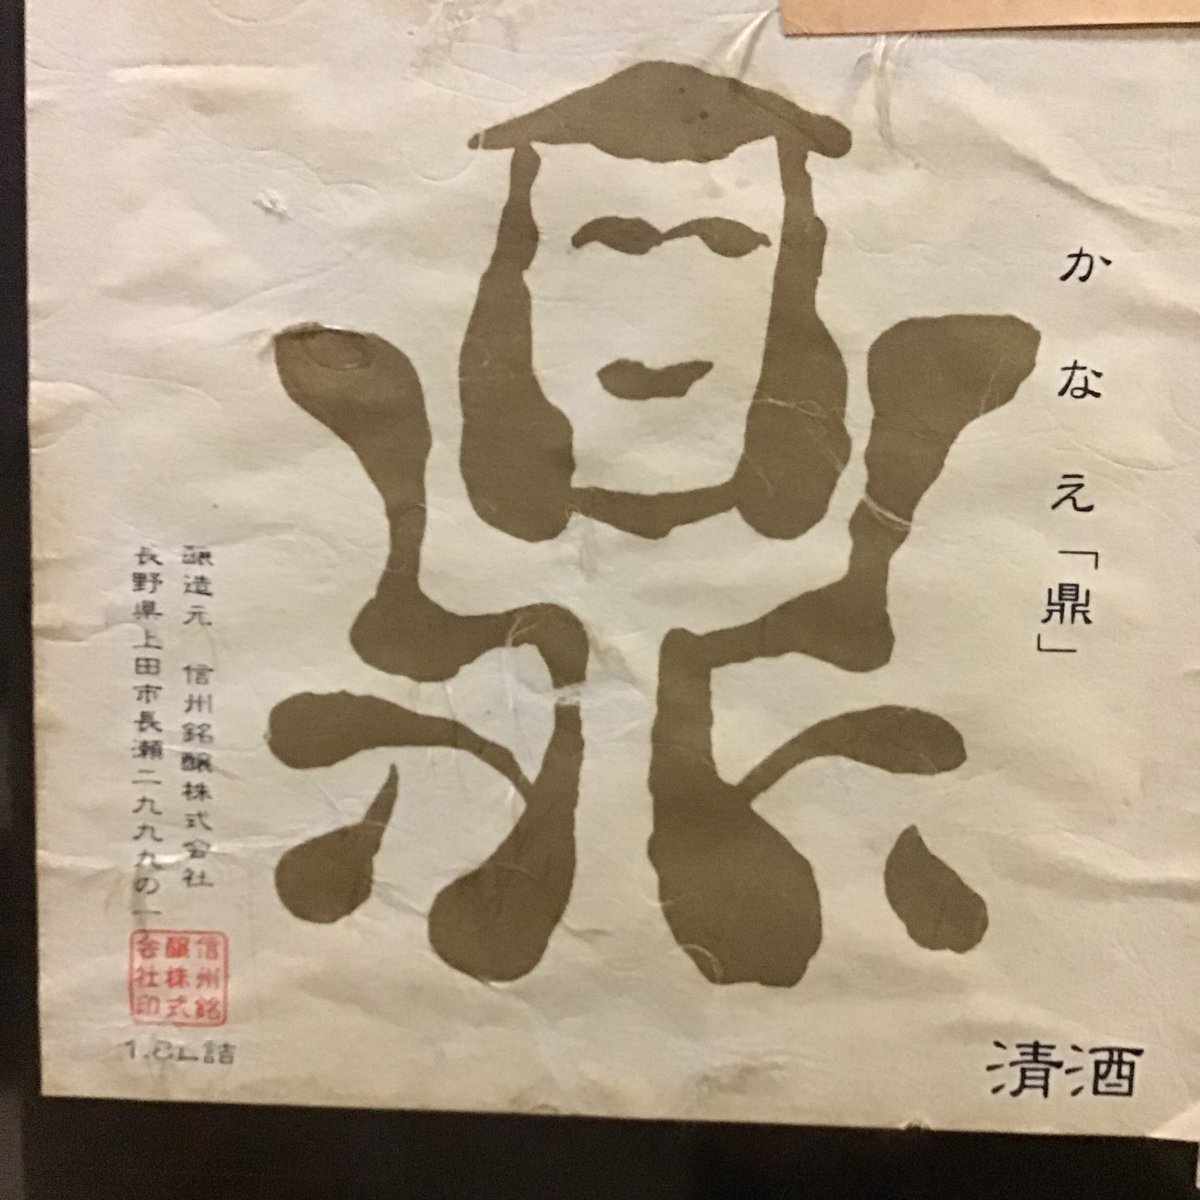 鼎
かなえ「鼎」
醸造元 信州銘醸株式会社
長野県上田市長瀬二九九九の一
信州銘
醸株式
会社印
1.8L詰
清酒